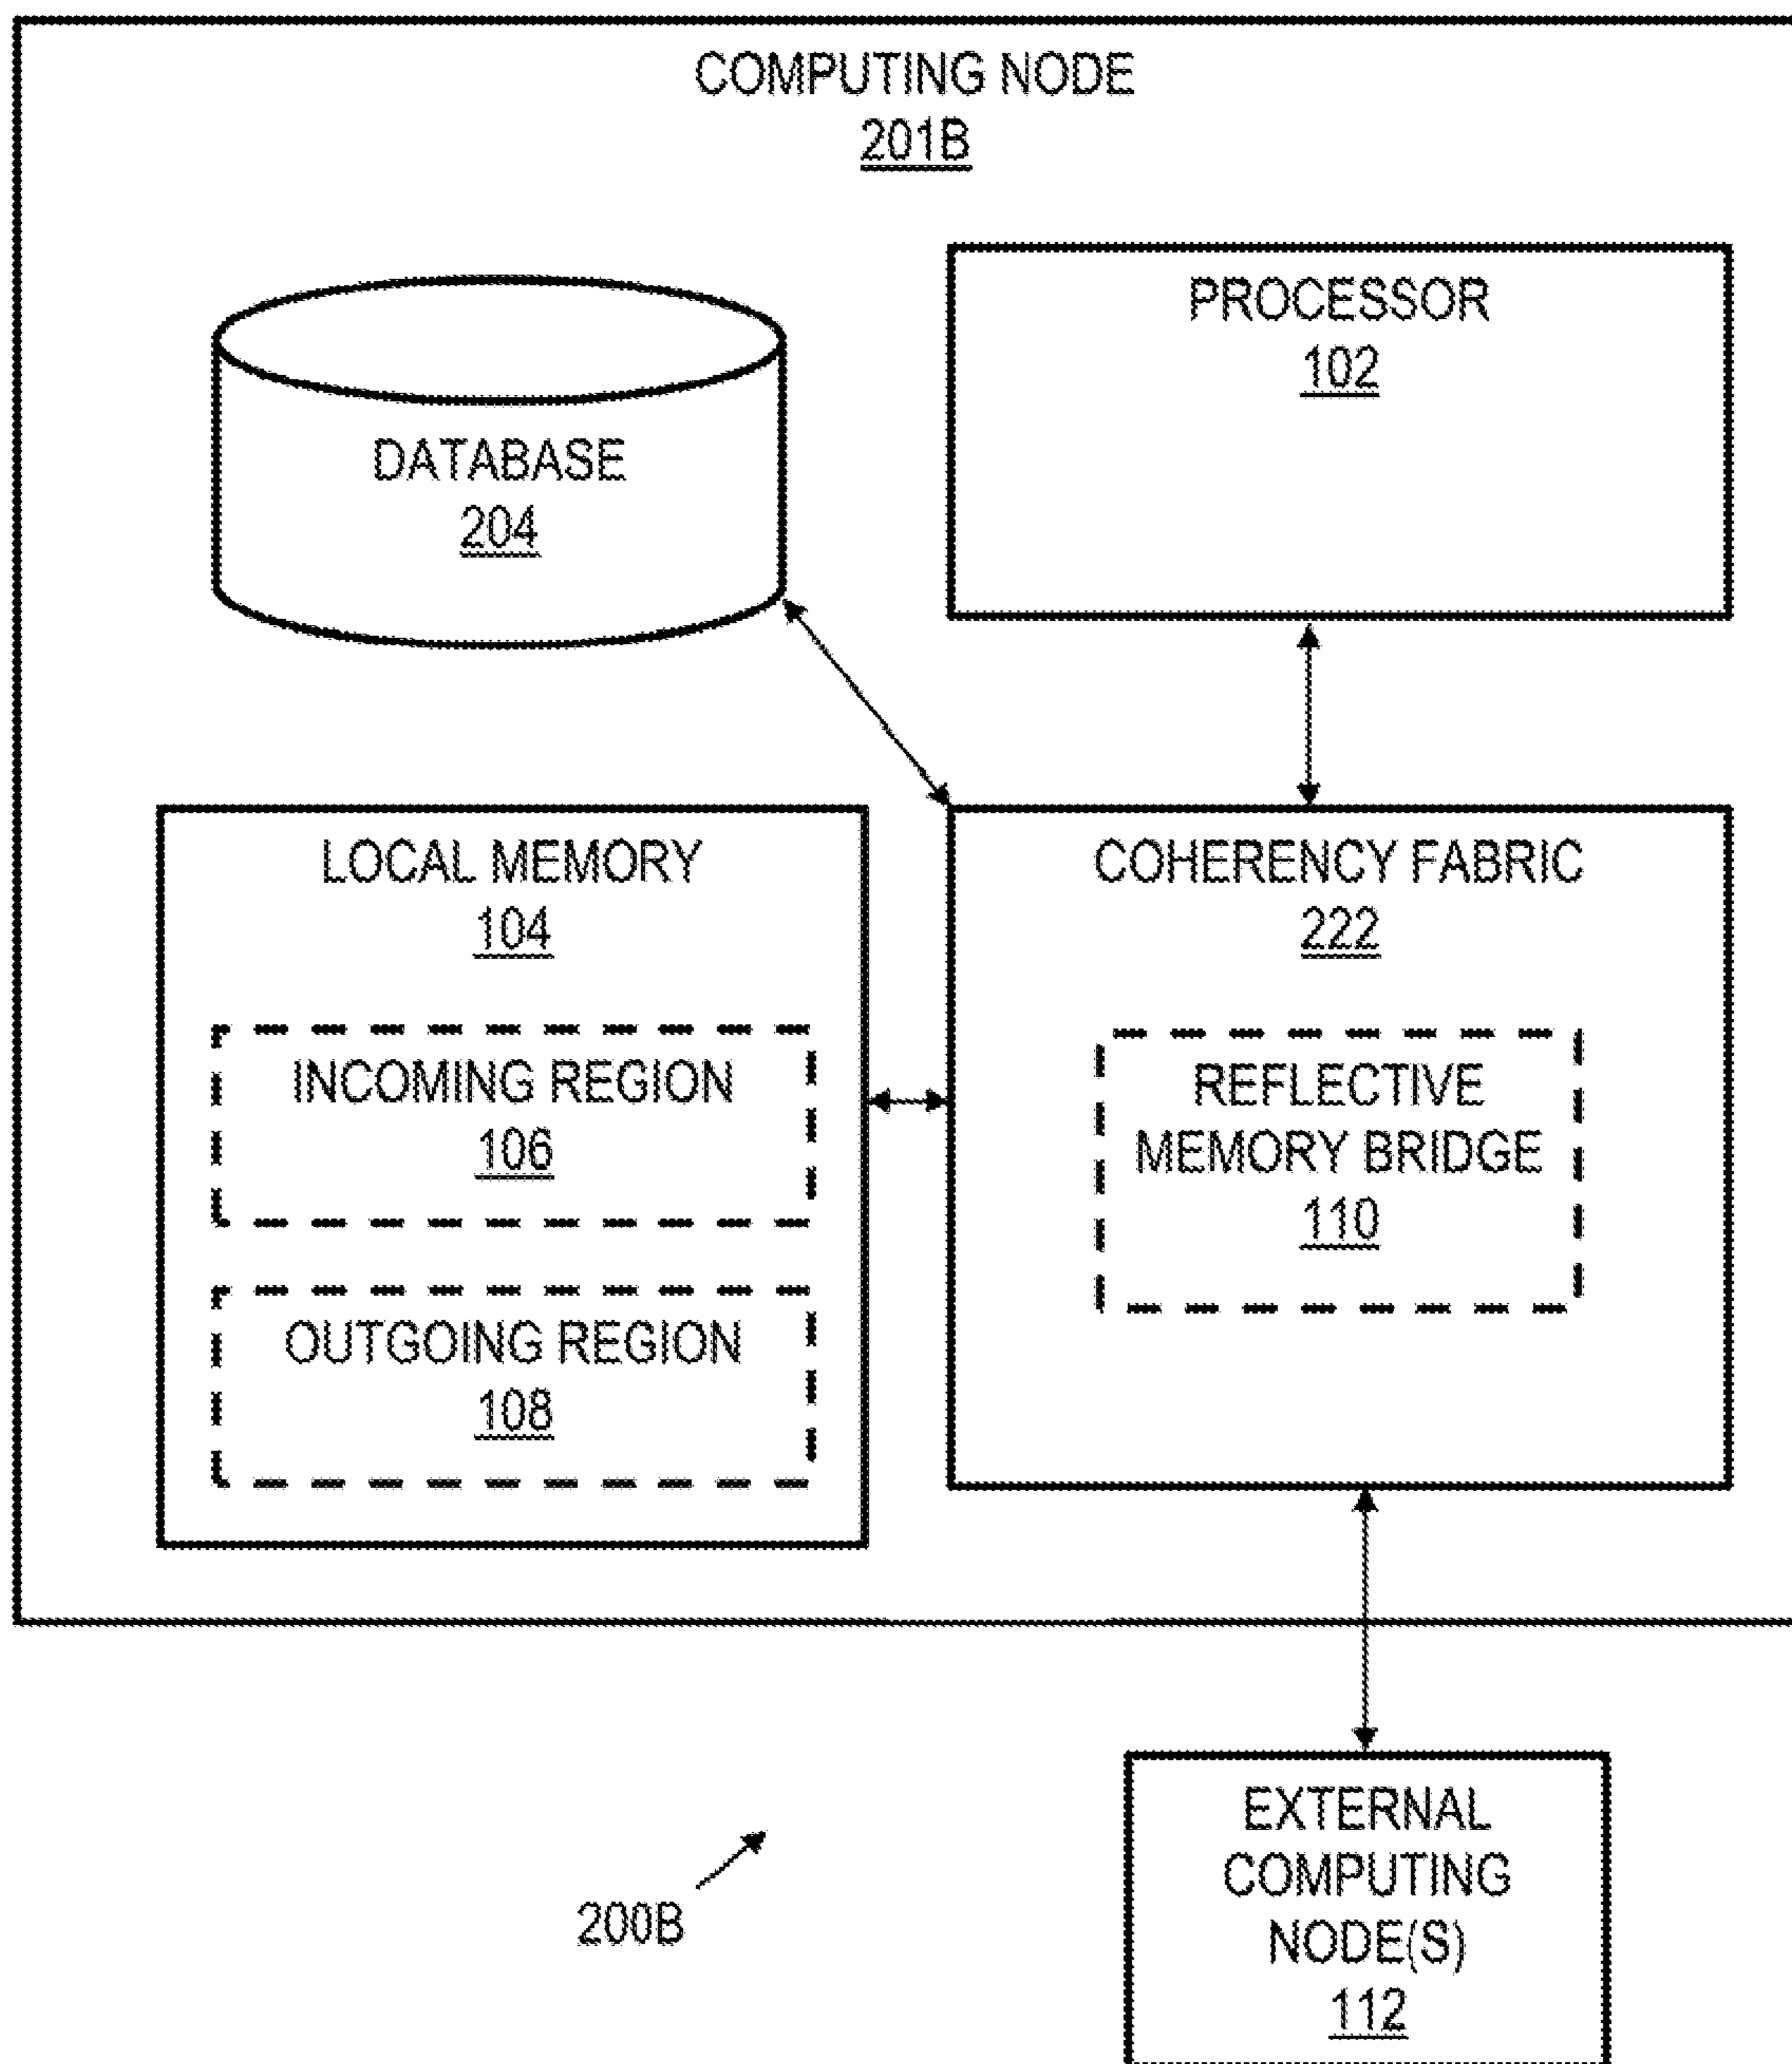 COMPUTING NODE
201B
PROCESSOR
102
DATABASE
204
LOCAL MEMORY
104
INCOMING REGION
106
OUTGOING REGION
108
COHERENCY FABRIC
222
REFLECTIVE
MEMORY BRIDGE
110
200B
EXTERNAL
COMPUTING
NODE(S)
112